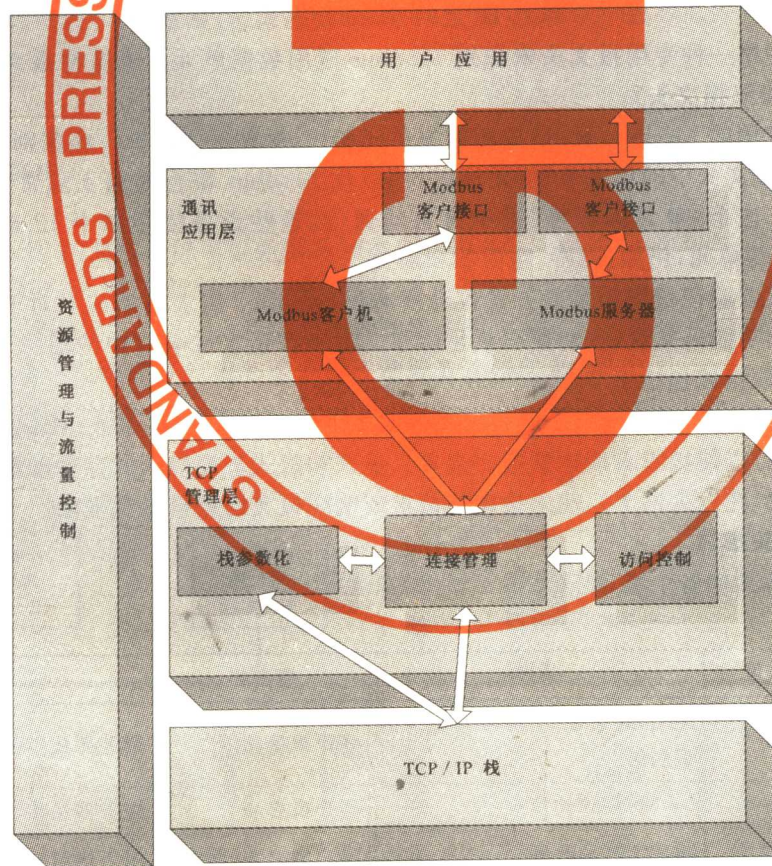 用户应用
通讯
应用层
Modbus
客户接口
Modbus
客户接口
Modbus客户机
Modbus服务器
资源管理与流量控制
TCP
管理层
栈参数化
连接管理
访问控制
TCP / IP 栈
STANDARDS PRESS